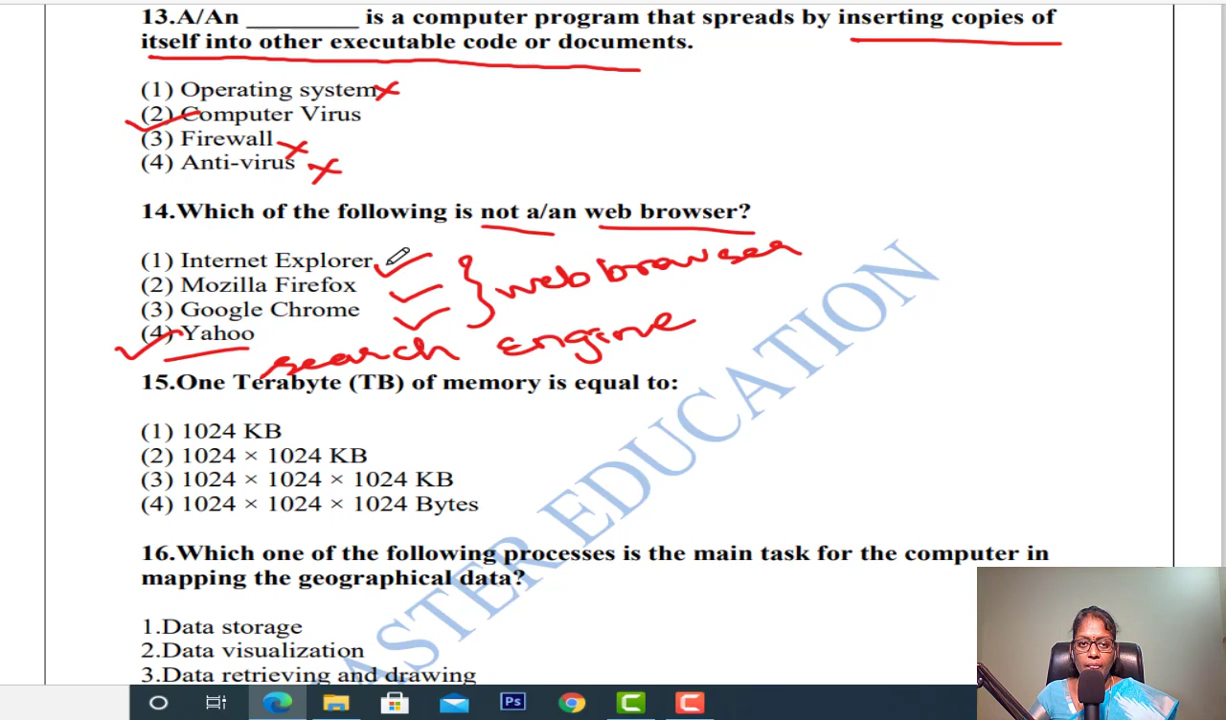 13.A/An _________ is a computer program that spreads by inserting copies of
itself into other executable code or documents.
(1) Operating system
(2) Computer Virus
(3) Firewall
(4) Anti-virus
14.Which of the following is not a/an web browser?
(1) Internet Explorer
(2) Mozilla Firefox
(3) Google Chrome
(4) Yahoo
web browser
search engine
15.One Terabyte (TB) of memory is equal to:
(1) 1024 KB
(2) 1024 × 1024 KB
(3) 1024 × 1024 × 1024 KB
(4) 1024 × 1024 × 1024 Bytes
16.Which one of the following processes is the main task for the computer in
mapping the geographical data?
1.Data storage
2.Data visualization
3.Data retrieving and drawing
ASTER EDUCATION
Ps
C
C